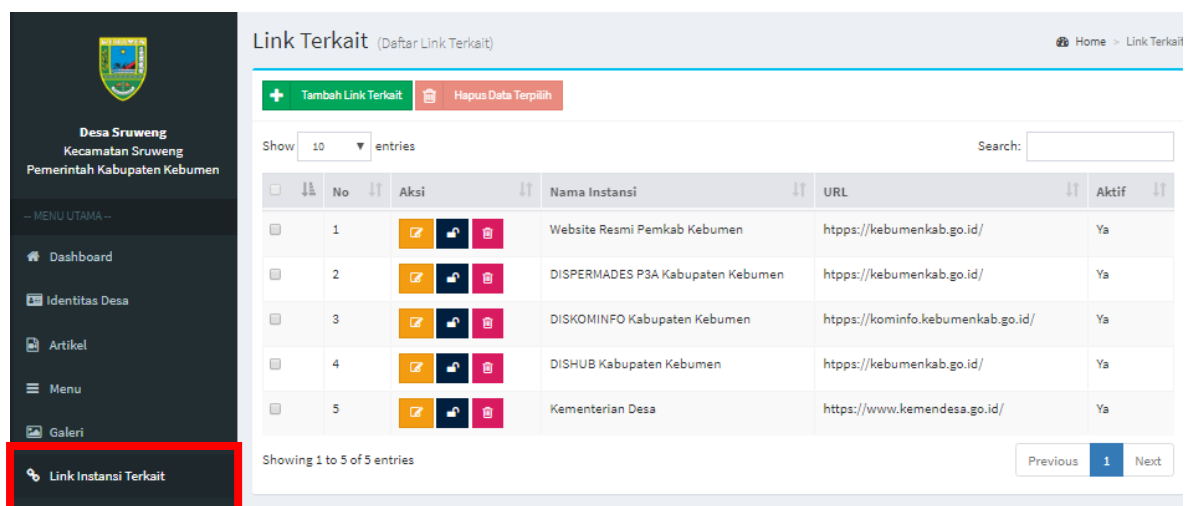 Desa Sruweng
Kecamatan Sruweng
Pemerintah Kabupaten Kebumen
-- MENU UTAMA --
Dashboard
Identitas Desa
Artikel
Menu
Galeri
Link Instansi Terkait
Link Terkait (Daftar Link Terkait)
Home > Link Terkait
Tambah Link Terkait Hapus Data Terpilih
Show 10 entries Search:
No Aksi Nama Instansi URL Aktif
1 Website Resmi Pemkab Kebumen htpps://kebumenkab.go.id/ Ya
2 DISPERMADES P3A Kabupaten Kebumen htpps://kebumenkab.go.id/ Ya
3 DISKOMINFO Kabupaten Kebumen htpps://kominfo.kebumenkab.go.id/ Ya
4 DISHUB Kabupaten Kebumen htpps://kebumenkab.go.id/ Ya
5 Kementerian Desa https://www.kemendesa.go.id/ Ya
Showing 1 to 5 of 5 entries Previous 1 Next